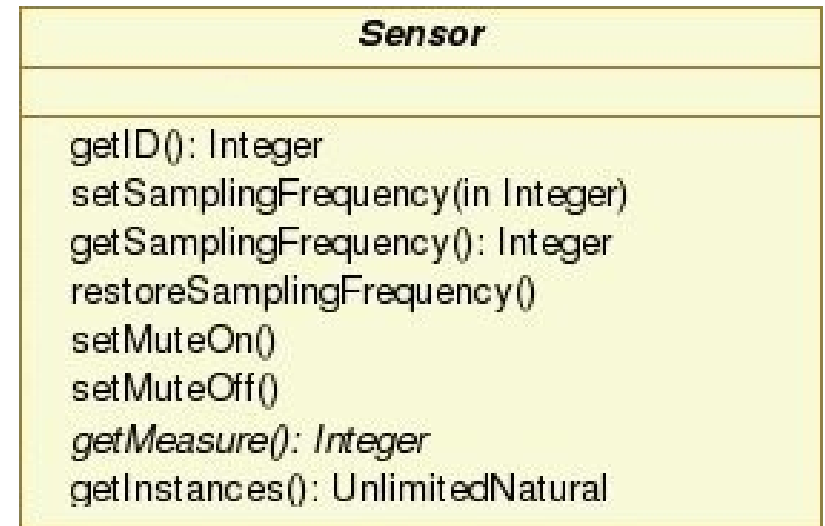 Sensor
getID(): Integer
setSamplingFrequency(in Integer)
getSamplingFrequency(): Integer
restoreSamplingFrequency()
setMuteOn()
setMuteOff()
getMeasure(): Integer
getInstances(): UnlimitedNatural